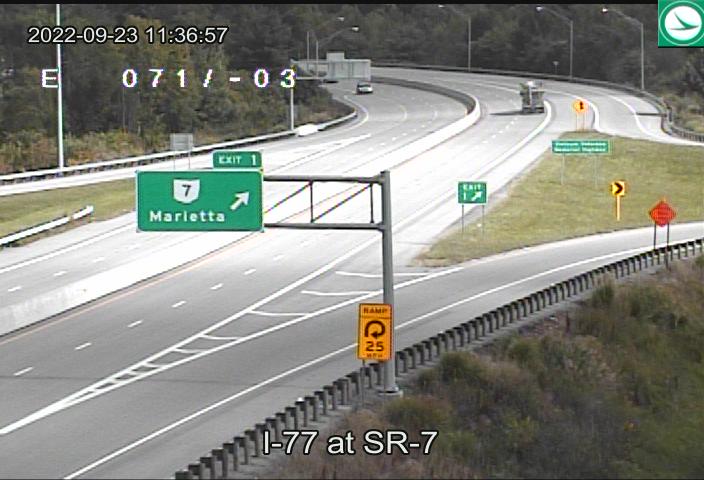 2022-09-23 11:36:57
E 071/-03
EXIT 1
7
Marietta
EXIT
1
RAMP
25
MPH
I-77 at SR-7